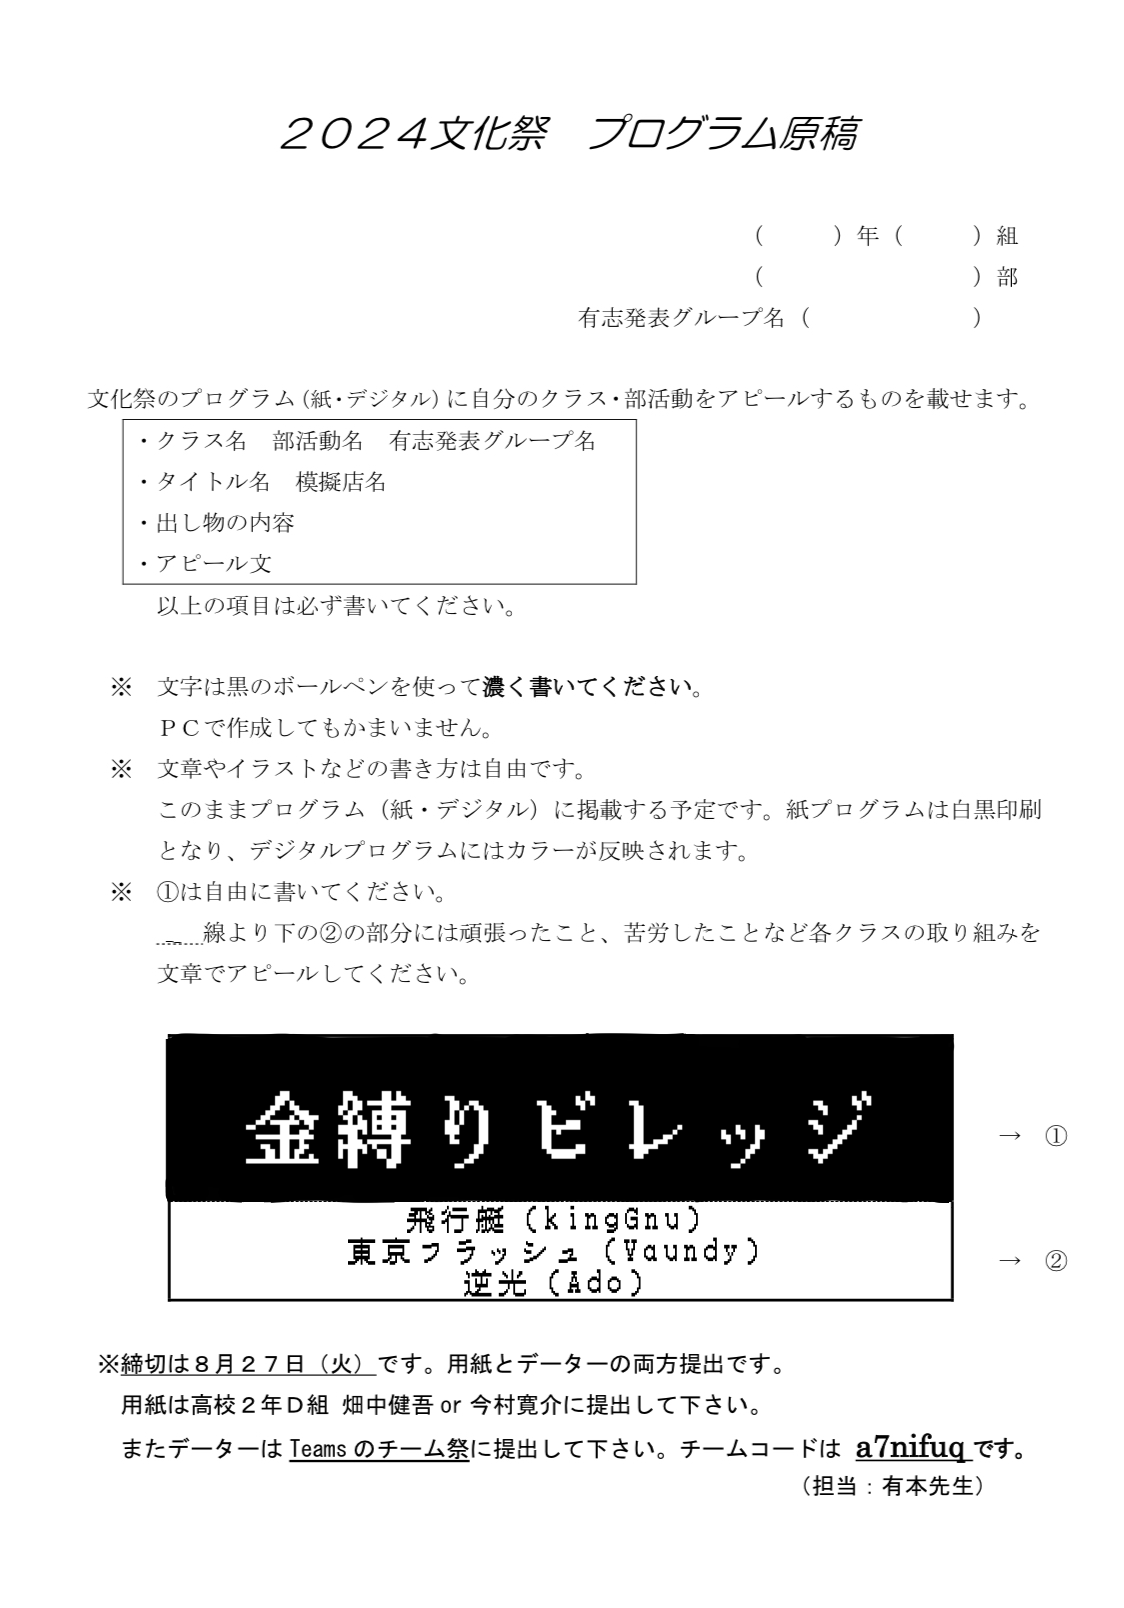 ２０２４文化祭　プログラム原稿
（　　　）年（　　　）組
（　　　　　　　　　）部
有志発表グループ名（　　　　　　　）
文化祭のプログラム（紙・デジタル）に自分のクラス・部活動をアピールするものを載せます。
・クラス名　部活動名　有志発表グループ名
・タイトル名　模擬店名
・出し物の内容
・アピール文
以上の項目は必ず書いてください。
※　文字は黒のボールペンを使って濃く書いてください。
ＰＣで作成してもかまいません。
※　文章やイラストなどの書き方は自由です。
このままプログラム（紙・デジタル）に掲載する予定です。紙プログラムは白黒印刷
となり、デジタルプログラムにはカラーが反映されます。
※　①は自由に書いてください。
線より下の②の部分には頑張ったこと、苦労したことなど各クラスの取り組みを
文章でアピールしてください。
金縛りビレッジ
→　①
飛行艇（kingGnu）
東京フラッシュ（Vaundy）
→　②
逆光（Ado）
※締切は８月２７日（火）です。用紙とデーターの両方提出です。
用紙は高校２年Ｄ組 畑中健吾 or 今村寛介に提出して下さい。
またデーターは Teams のチーム祭に提出して下さい。チームコードは a7nifuq です。
（担当：有本先生）